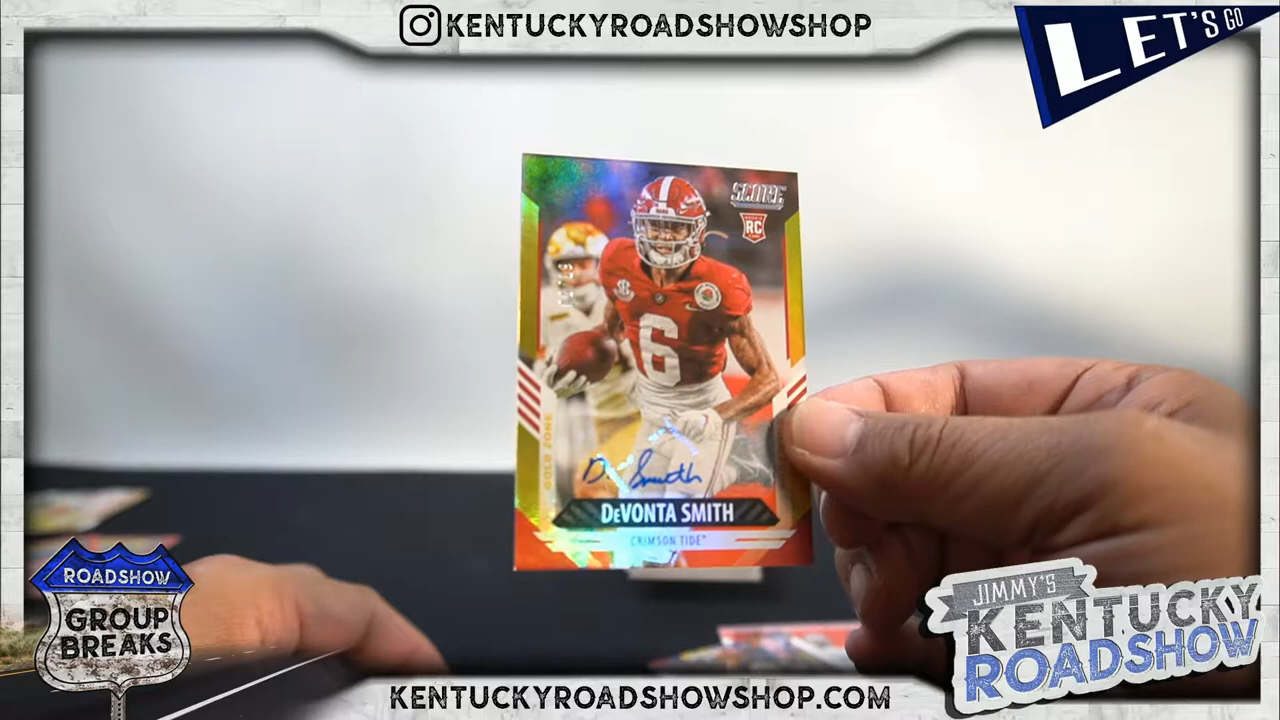 KENTUCKYROADSHOWSHOP
LET'S GO
SCORE
RC
6
GOLD ZONE
D. Smith
DEVONTA SMITH
CRIMSON TIDE
ROADSHOW
GROUP
BREAKS
JIMMY'S
KENTUCKY
ROADSHOW
KENTUCKYROADSHOWSHOP.COM